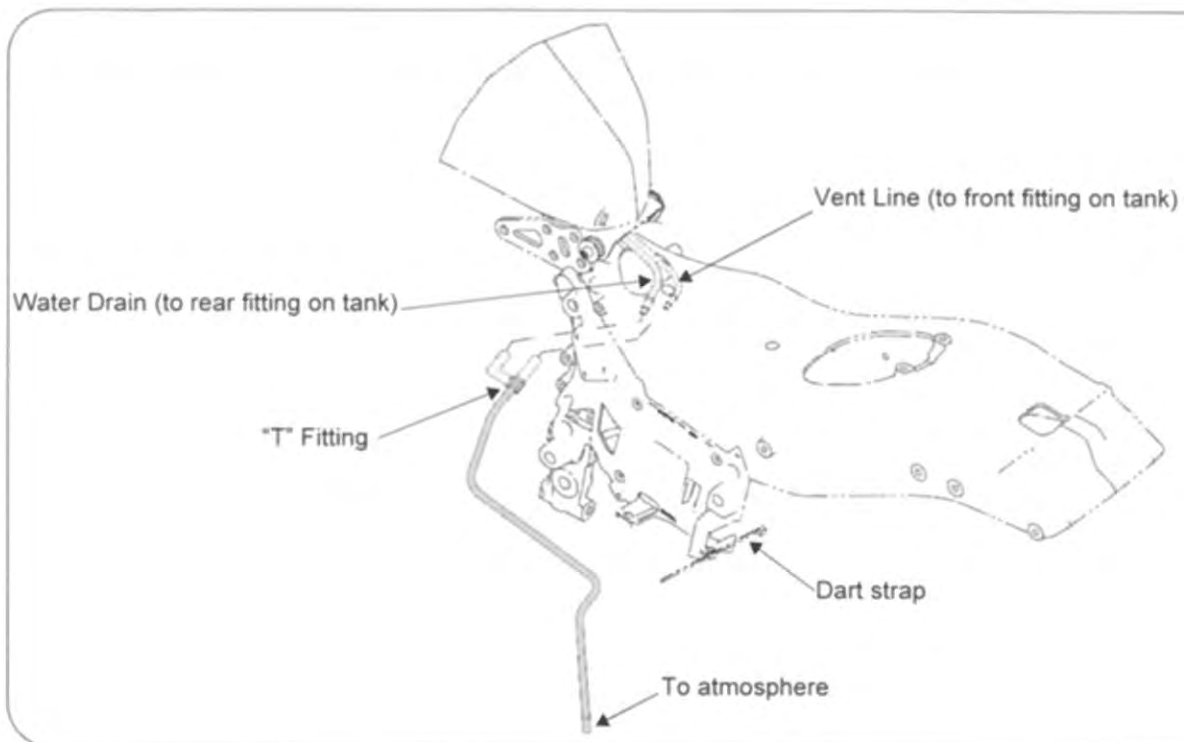 Vent Line (to front fitting on tank)
Water Drain (to rear fitting on tank)
"T" Fitting
Dart strap
To atmosphere